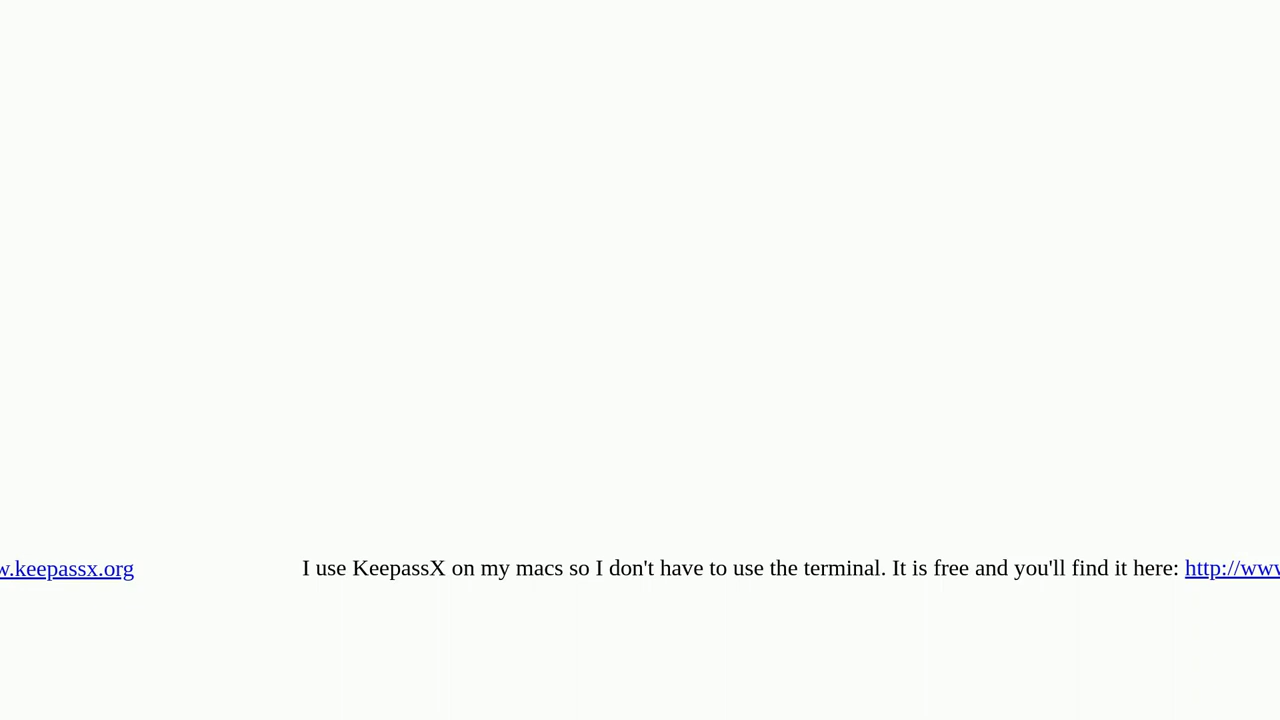 w.keepassx.org I use KeepassX on my macs so I don't have to use the terminal. It is free and you'll find it here: http://www